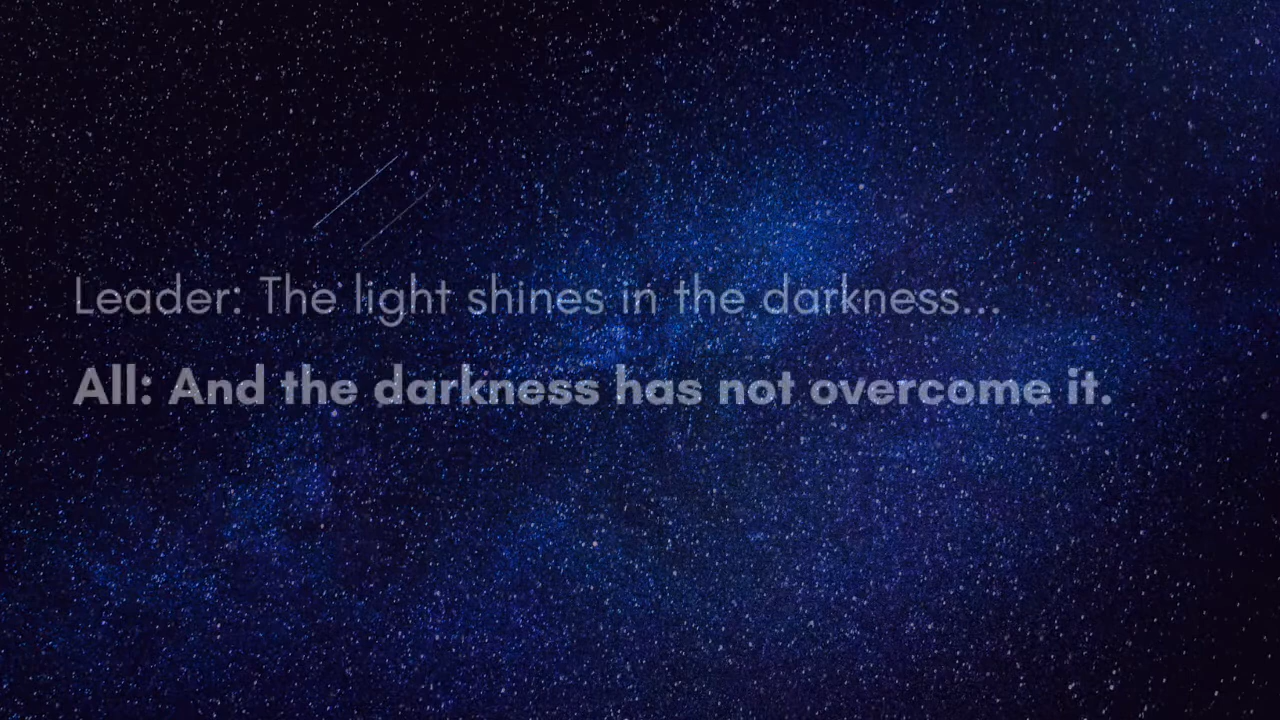 Leader: The light shines in the darkness...
All: And the darkness has not overcome it.